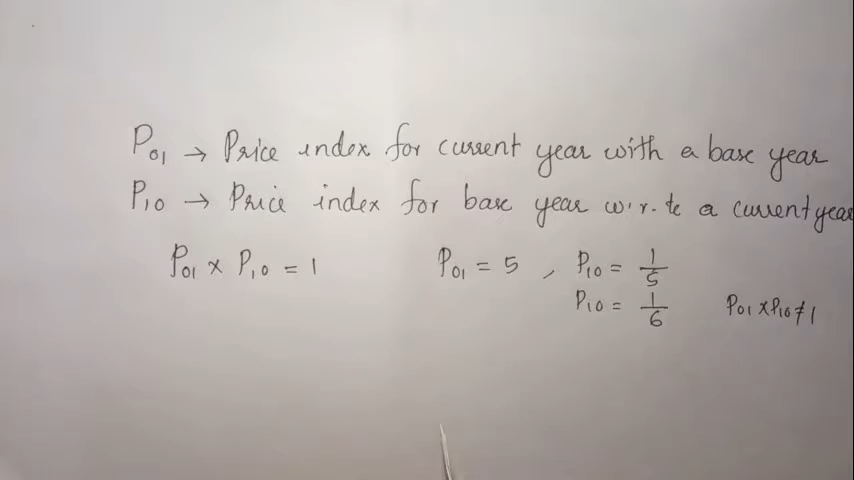 P₀₁ → Price index for current year with a base year
P₁₀ → Price index for base year w.r.to a current year
P₀₁ × P₁₀ = 1 P₀₁ = 5 , P₁₀ = 1/5
P₁₀ = 1/6 P₀₁ × P₁₀ ≠ 1